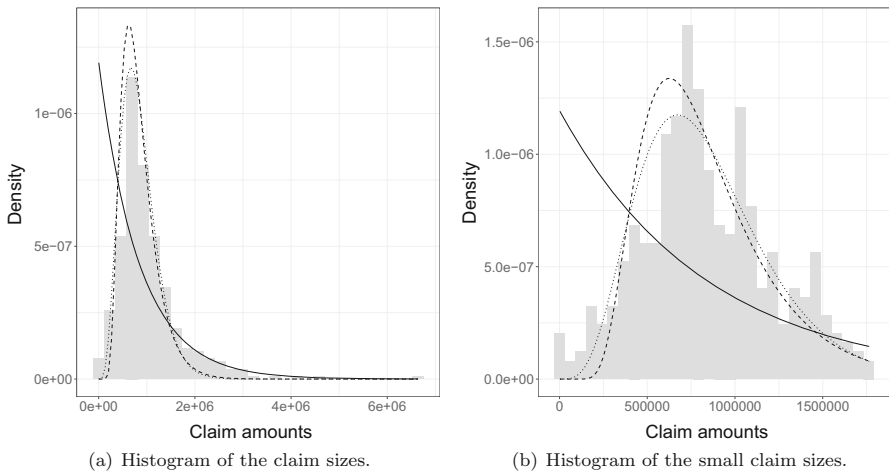 1e−06
5e−07
0e+00
Density
0e+00
2e+06
4e+06
6e+06
Claim amounts
(a) Histogram of the claim sizes.
1.5e−06
1.0e−06
5.0e−07
0.0e+00
Density
0
500000
1000000
1500000
Claim amounts
(b) Histogram of the small claim sizes.